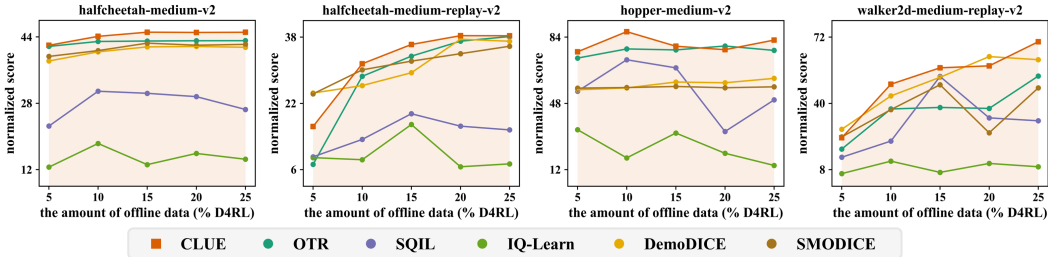 halfcheetah-medium-v2
halfcheetah-medium-replay-v2
hopper-medium-v2
walker2d-medium-replay-v2
normalized score
44
28
12
5 10 15 20 25
the amount of offline data (% D4RL)
normalized score
38
22
6
5 10 15 20 25
the amount of offline data (% D4RL)
normalized score
84
48
12
5 10 15 20 25
the amount of offline data (% D4RL)
normalized score
72
40
8
5 10 15 20 25
the amount of offline data (% D4RL)
CLUE OTR SQIL IQ-Learn DemoDICE SMODICE